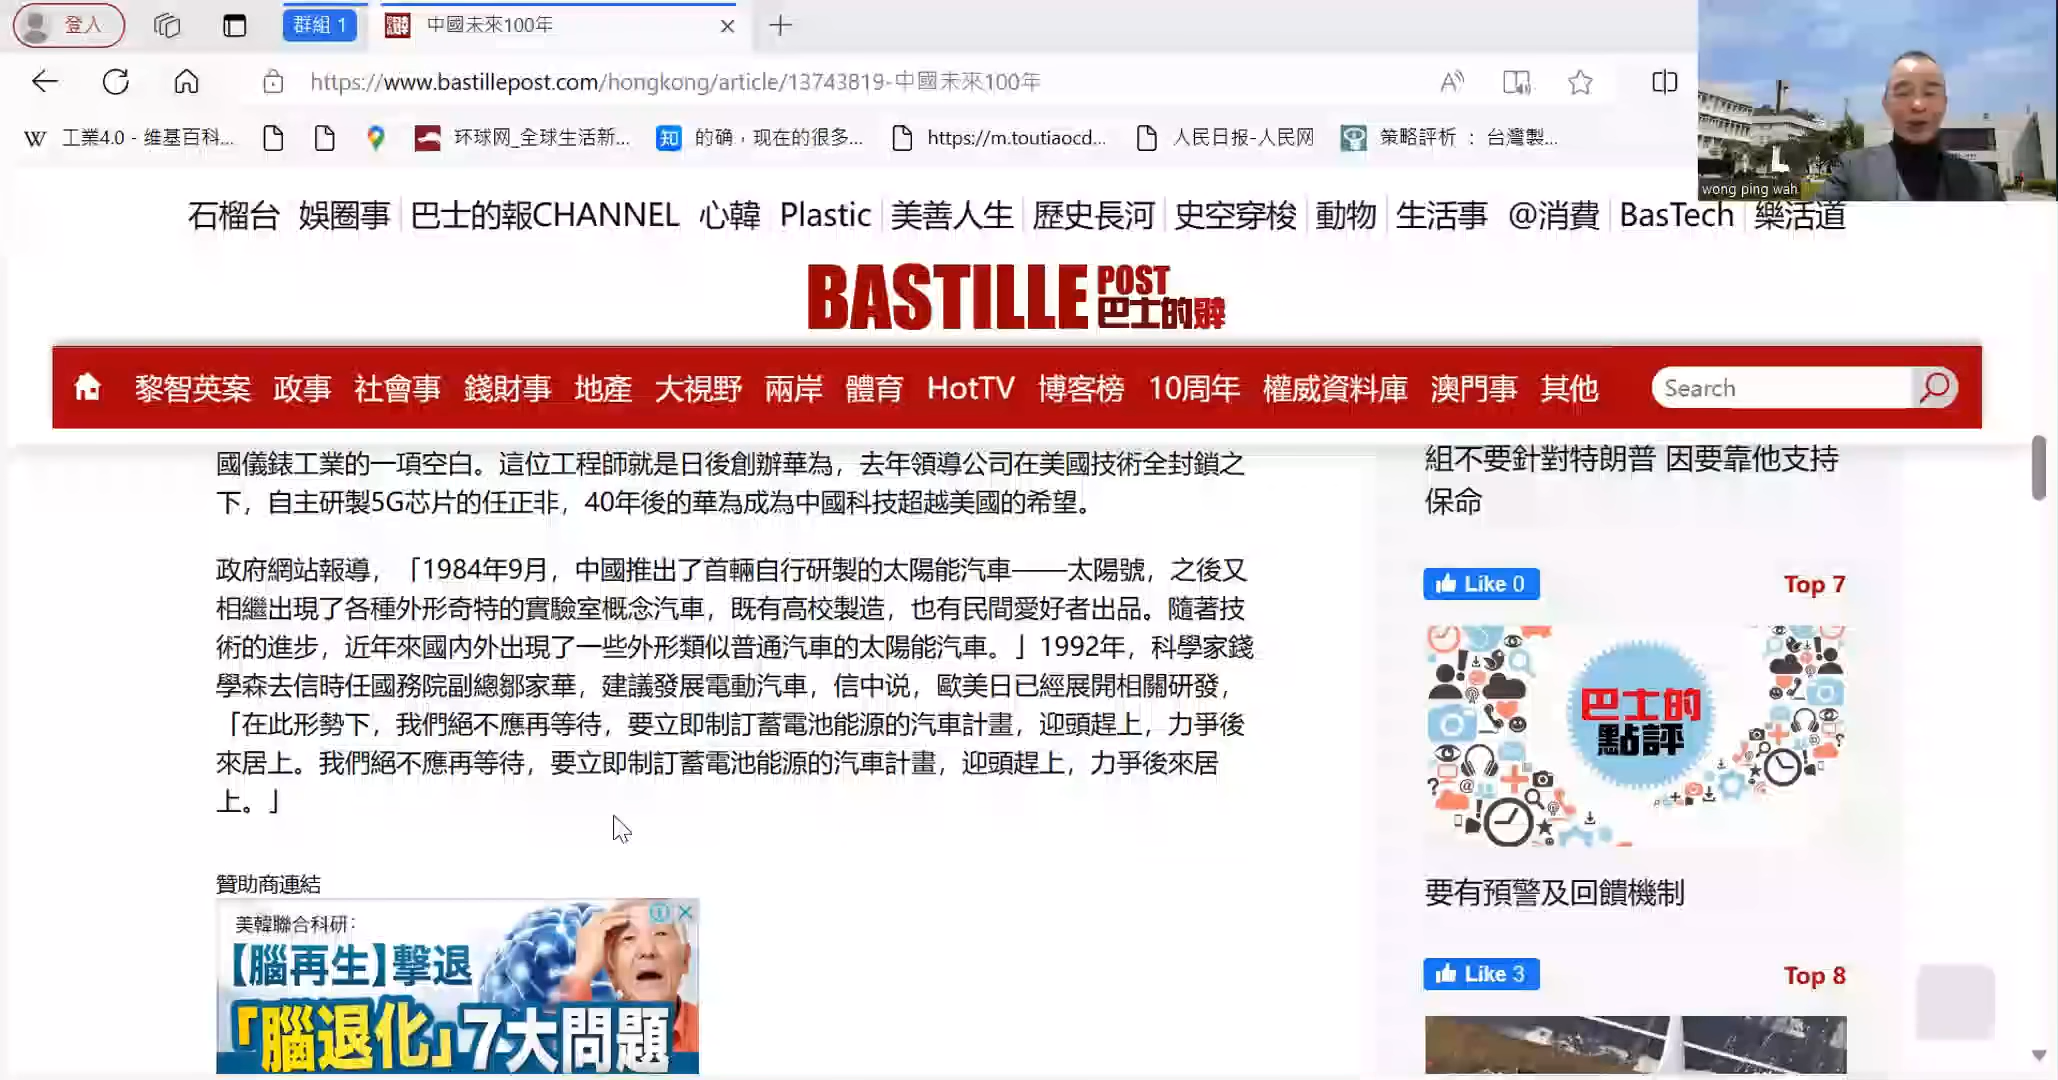 登入
群組 1
中國未來100年
https://www.bastillepost.com/hongkong/article/13743819-中國未來100年
W 工業4.0 - 维基百科...
环球网_全球生活新...
知 的确，现在的很多...
https://m.toutiaocd...
人民日报-人民网
策略評析 ： 台灣製...
wong ping wah
石榴台 娛圈事 巴士的報CHANNEL 心韓 Plastic 美善人生 歷史長河 史空穿梭 動物 生活事 @消費 BasTech 樂活道
BASTILLE POST 巴士的報
黎智英案 政事 社會事 錢財事 地產 大視野 兩岸 體育 HotTV 博客榜 10周年 權威資料庫 澳門事 其他
Search
國儀錶工業的一項空白。這位工程師就是日後創辦華為，去年領導公司在美國技術全封鎖之
下，自主研製5G芯片的任正非，40年後的華為成為中國科技超越美國的希望。
政府網站報導，「1984年9月，中國推出了首輛自行研製的太陽能汽車——太陽號，之後又
相繼出現了各種外形奇特的實驗室概念汽車，既有高校製造，也有民間愛好者出品。隨著技
術的進步，近年來國內外出現了一些外形類似普通汽車的太陽能汽車。」1992年，科學家錢
學森去信時任國務院副總鄒家華，建議發展電動汽車，信中说，歐美日已經展開相關研發，
「在此形勢下，我們絕不應再等待，要立即制訂蓄電池能源的汽車計畫，迎頭趕上，力爭後
來居上。我們絕不應再等待，要立即制訂蓄電池能源的汽車計畫，迎頭趕上，力爭後來居
上。」
贊助商連結
美韓聯合科研：
【腦再生】擊退
「腦退化」7大問題
組不要針對特朗普 因要靠他支持
保命
Like 0
Top 7
巴士的
點評
要有預警及回饋機制
Like 3
Top 8